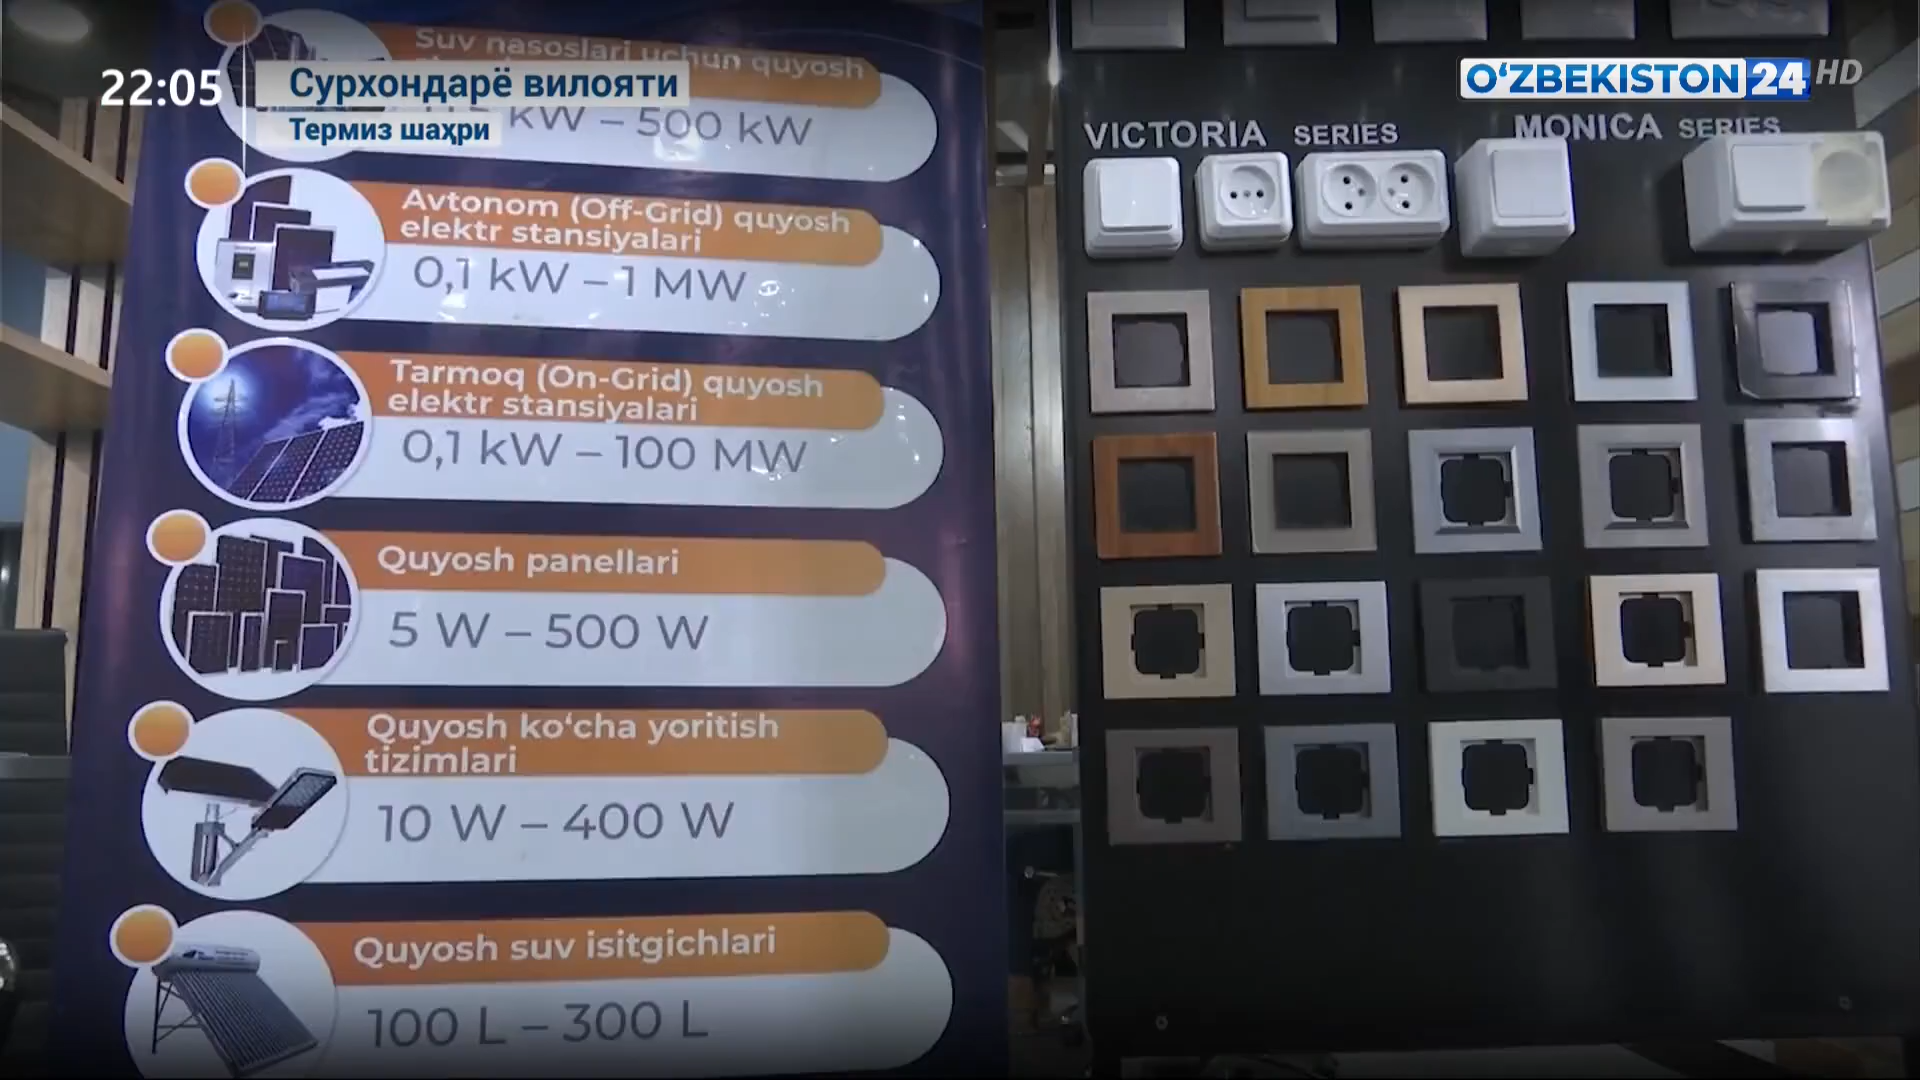 22:05
Сурхондарё вилояти
Термиз шаҳри
O‘ZBEKISTON 24 HD
Suv nasoslari uchun quyosh
kW – 500 kW
Avtonom (Off-Grid) quyosh
elektr stansiyalari
0,1 kW – 1 MW
Tarmoq (On-Grid) quyosh
elektr stansiyalari
0,1 kW – 100 MW
Quyosh panellari
5 W – 500 W
Quyosh ko‘cha yoritish
tizimlari
10 W – 400 W
Quyosh suv isitgichlari
100 L – 300 L
VICTORIA SERIES
MONICA SERIES